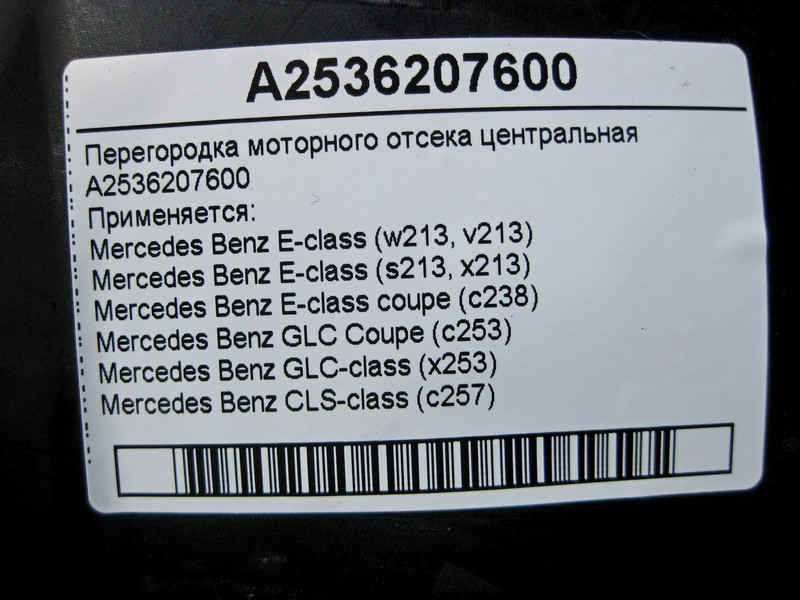 A2536207600
Перегородка моторного отсека центральная
A2536207600
Применяется:
Mercedes Benz E-class (w213, v213)
Mercedes Benz E-class (s213, x213)
Mercedes Benz E-class coupe (c238)
Mercedes Benz GLC Coupe (c253)
Mercedes Benz GLC-class (x253)
Mercedes Benz CLS-class (c257)